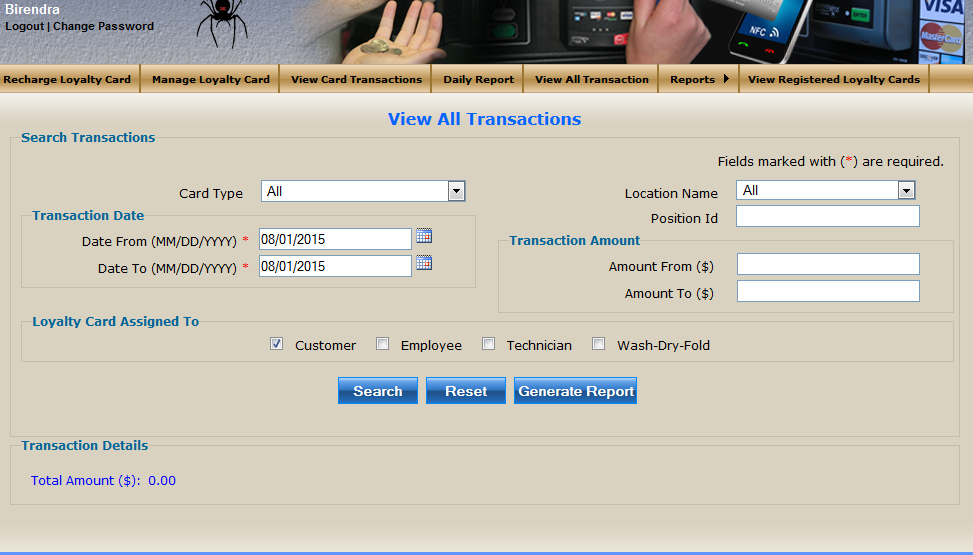 Birendra
Logout | Change Password
NFC
VISA
MasterCard
Recharge Loyalty Card Manage Loyalty Card View Card Transactions Daily Report View All Transaction Reports View Registered Loyalty Cards
View All Transactions
Search Transactions
Fields marked with (*) are required.
Card Type All Location Name All
Transaction Date Position Id
Date From (MM/DD/YYYY) * 08/01/2015 Transaction Amount
Date To (MM/DD/YYYY) * 08/01/2015 Amount From ($)
Amount To ($)
Loyalty Card Assigned To
Customer Employee Technician Wash-Dry-Fold
Search Reset Generate Report
Transaction Details
Total Amount ($): 0.00